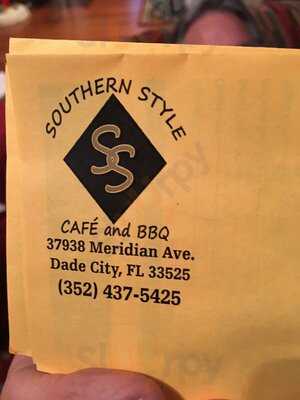 SOUTHERN STYLE
SS
CAFÉ and BBQ
37938 Meridian Ave.
Dade City, FL 33525
(352) 437-5425